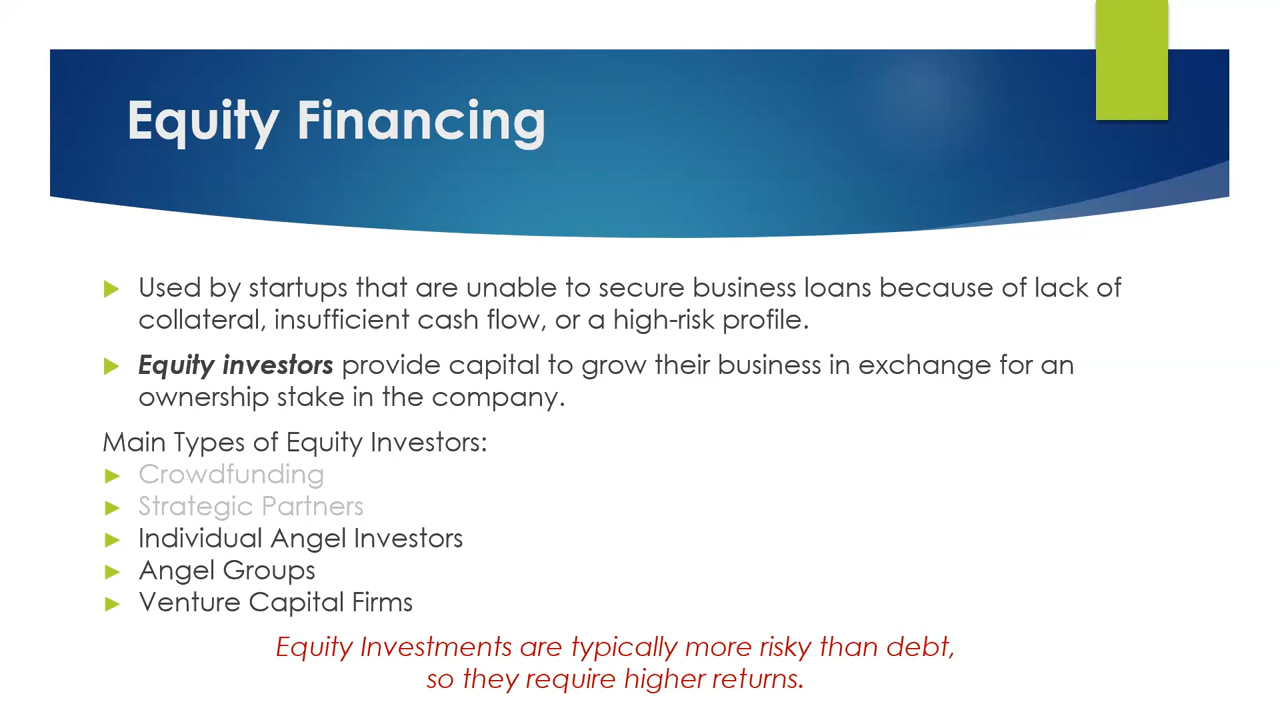 Equity Financing
Used by startups that are unable to secure business loans because of lack of
collateral, insufficient cash flow, or a high-risk profile.
Equity investors provide capital to grow their business in exchange for an
ownership stake in the company.
Main Types of Equity Investors:
Crowdfunding
Strategic Partners
Individual Angel Investors
Angel Groups
Venture Capital Firms
Equity Investments are typically more risky than debt,
so they require higher returns.